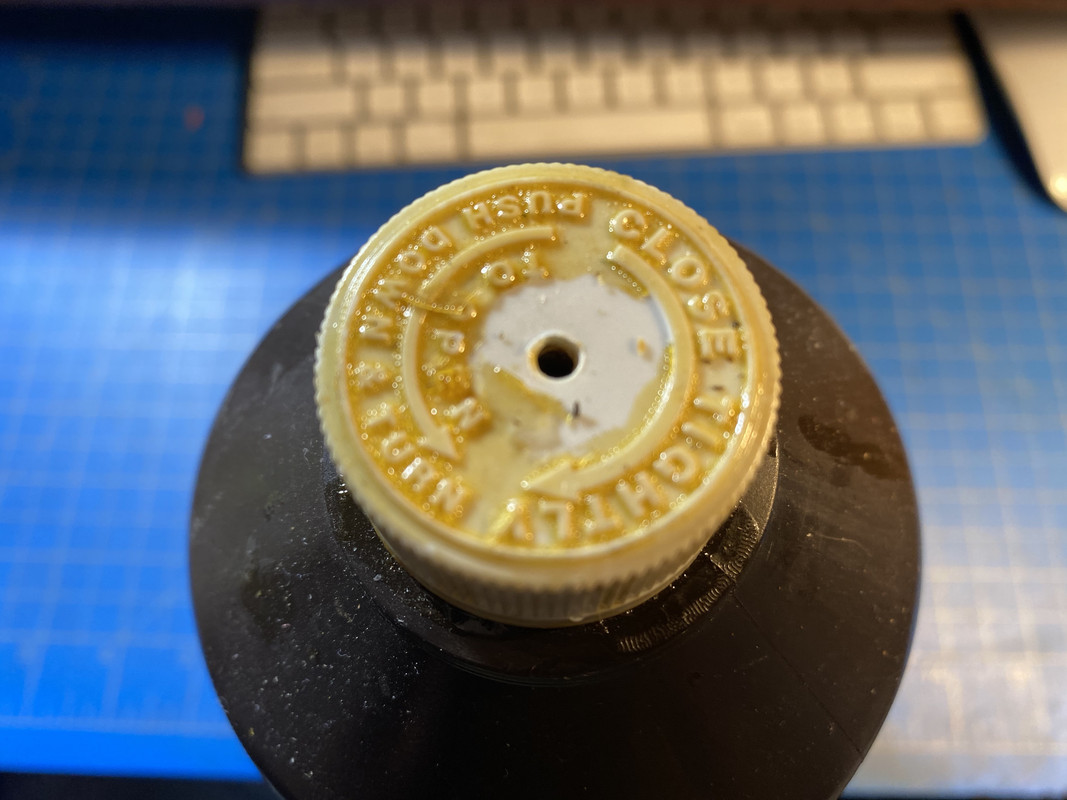 PUSH DOWN & TURN
TO OPEN
CLOSE TIGHTLY